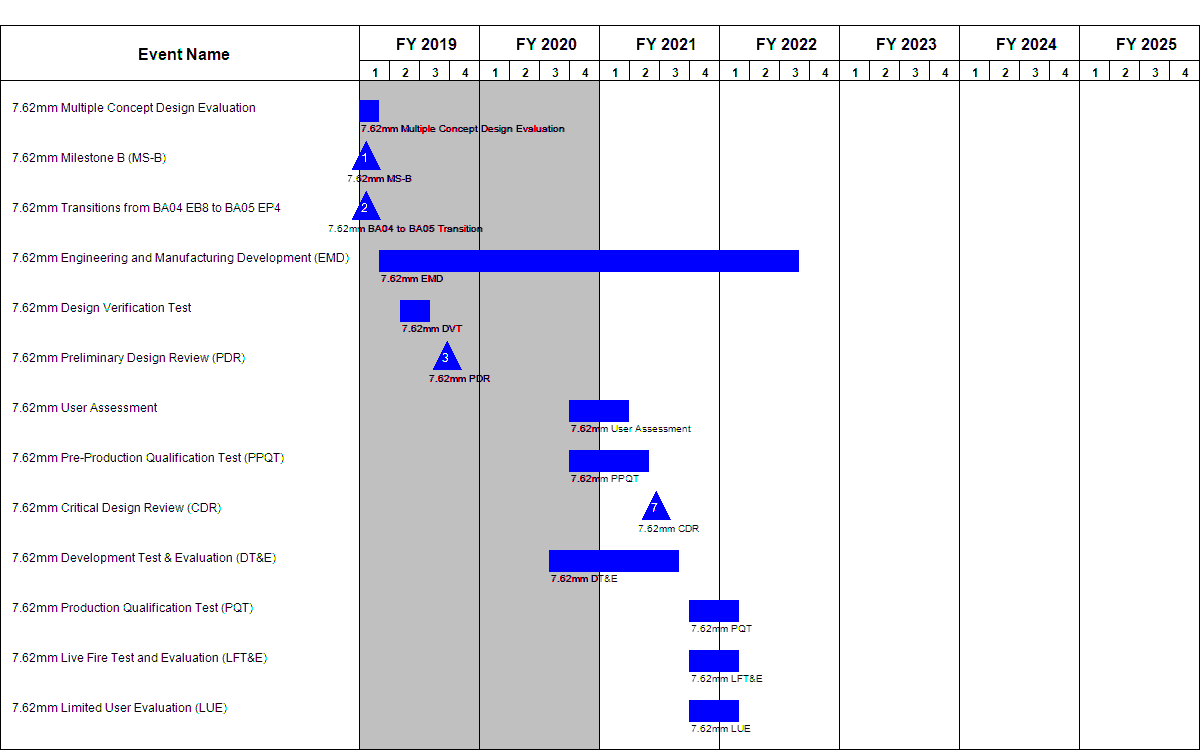 Event Name FY 2019 FY 2020 FY 2021 FY 2022 FY 2023 FY 2024 FY 2025
1 2 3 4 1 2 3 4 1 2 3 4 1 2 3 4 1 2 3 4 1 2 3 4 1 2 3 4
7.62mm Multiple Concept Design Evaluation
7.62mm Multiple Concept Design Evaluation
7.62mm Milestone B (MS-B) 1
7.62mm MS-B
7.62mm Transitions from BA04 EB8 to BA05 EP4 2
7.62mm BA04 to BA05 Transition
7.62mm Engineering and Manufacturing Development (EMD)
7.62mm EMD
7.62mm Design Verification Test
7.62mm DVT
7.62mm Preliminary Design Review (PDR) 3
7.62mm PDR
7.62mm User Assessment
7.62mm User Assessment
7.62mm Pre-Production Qualification Test (PPQT)
7.62mm PPQT
7.62mm Critical Design Review (CDR) 7
7.62mm CDR
7.62mm Development Test & Evaluation (DT&E)
7.62mm DT&E
7.62mm Production Qualification Test (PQT)
7.62mm PQT
7.62mm Live Fire Test and Evaluation (LFT&E)
7.62mm LFT&E
7.62mm Limited User Evaluation (LUE)
7.62mm LUE